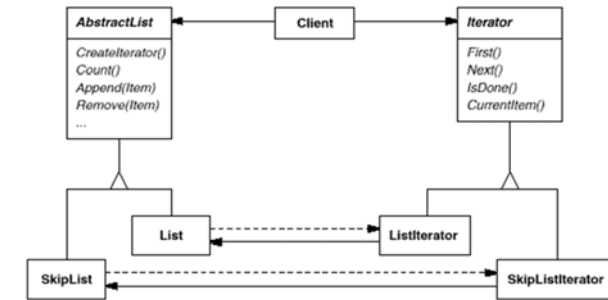 AbstractList
CreateIterator()
Count()
Append(Item)
Remove(Item)
...
Client
Iterator
First()
Next()
IsDone()
CurrentItem()
List
ListIterator
SkipList
SkipListIterator